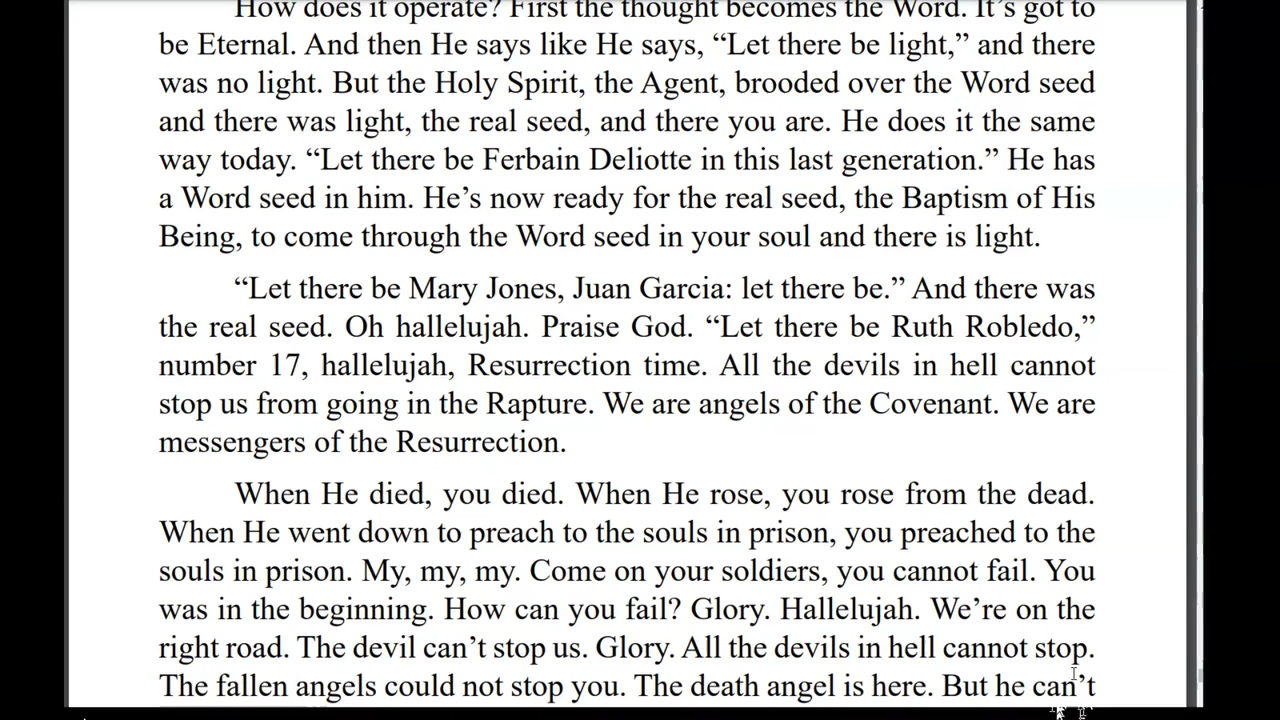 How does it operate? First the thought becomes the Word. It’s got to
be Eternal. And then He says like He says, “Let there be light,” and there
was no light. But the Holy Spirit, the Agent, brooded over the Word seed
and there was light, the real seed, and there you are. He does it the same
way today. “Let there be Ferbain Deliotte in this last generation.” He has
a Word seed in him. He’s now ready for the real seed, the Baptism of His
Being, to come through the Word seed in your soul and there is light.
“Let there be Mary Jones, Juan Garcia: let there be.” And there was
the real seed. Oh hallelujah. Praise God. “Let there be Ruth Robledo,”
number 17, hallelujah, Resurrection time. All the devils in hell cannot
stop us from going in the Rapture. We are angels of the Covenant. We are
messengers of the Resurrection.
When He died, you died. When He rose, you rose from the dead.
When He went down to preach to the souls in prison, you preached to the
souls in prison. My, my, my. Come on your soldiers, you cannot fail. You
was in the beginning. How can you fail? Glory. Hallelujah. We’re on the
right road. The devil can’t stop us. Glory. All the devils in hell cannot stop.
The fallen angels could not stop you. The death angel is here. But he can’t